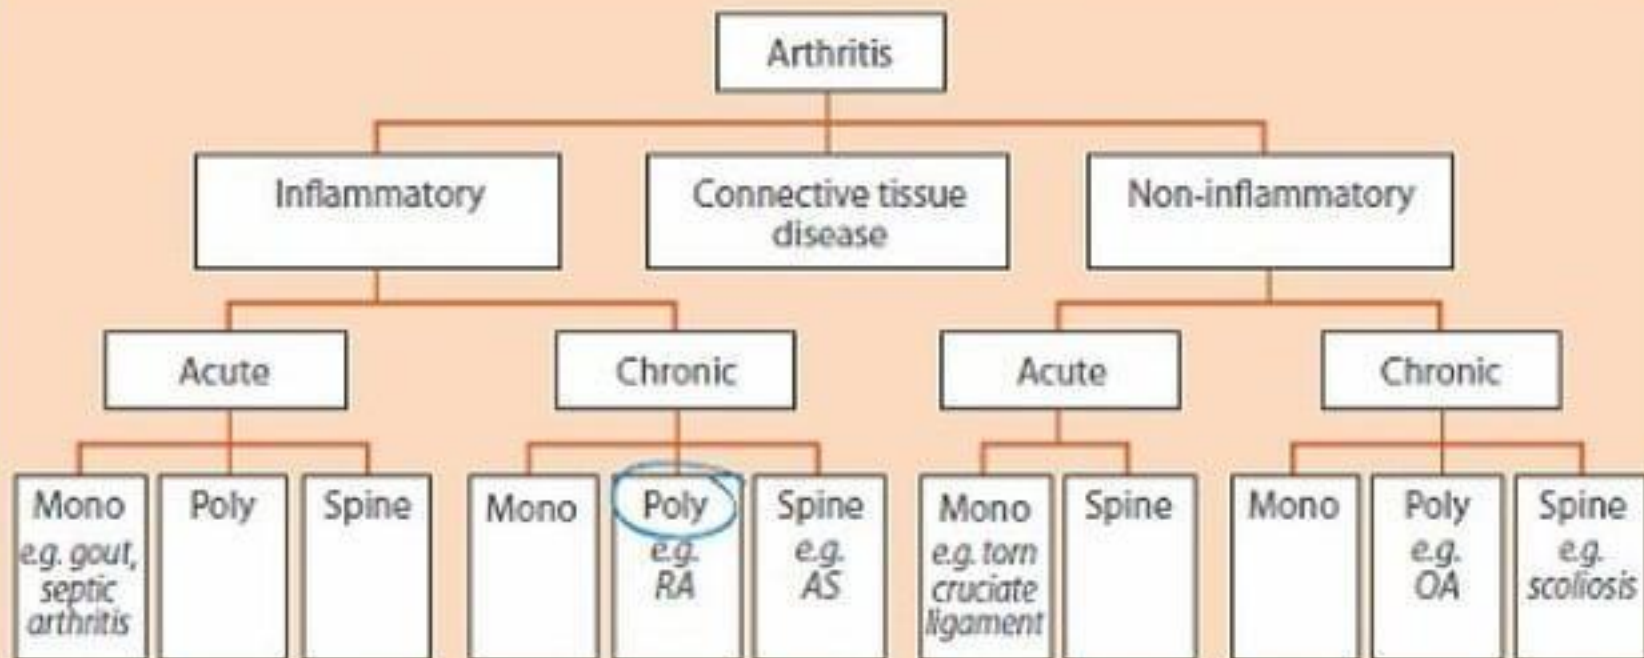 Arthritis
Inflammatory
Connective tissue
disease
Non-inflammatory
Acute
Chronic
Acute
Chronic
Mono
e.g. gout,
septic
arthritis
Poly
Spine
Mono
Poly
e.g.
RA
Spine
e.g.
AS
Mono
e.g. torn
cruciate
ligament
Spine
Mono
Poly
e.g.
OA
Spine
e.g.
scoliosis